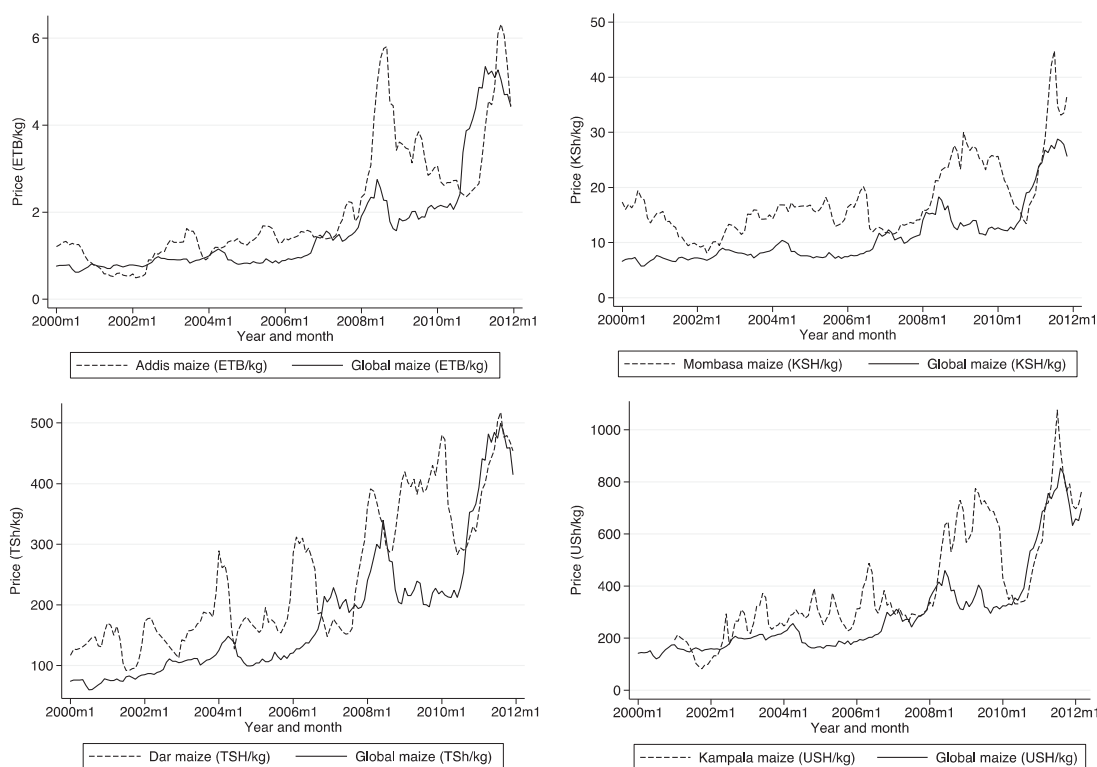 Price (ETB/kg)
6
4
2
0
2000m1 2002m1 2004m1 2006m1 2008m1 2010m1 2012m1
Year and month
Addis maize (ETB/kg) Global maize (ETB/kg)
Price (KSh/kg)
50
40
30
20
10
0
2000m1 2002m1 2004m1 2006m1 2008m1 2010m1 2012m1
Year and month
Mombasa maize (KSH/kg) Global maize (KSH/kg)
Price (TSh/kg)
500
400
300
200
100
2000m1 2002m1 2004m1 2006m1 2008m1 2010m1 2012m1
Year and month
Dar maize (TSH/kg) Global maize (TSh/kg)
Price (USh/kg)
1000
800
600
400
200
0
2000m1 2002m1 2004m1 2006m1 2008m1 2010m1 2012m1
Year and month
Kampala maize (USH/kg) Global maize (USH/kg)